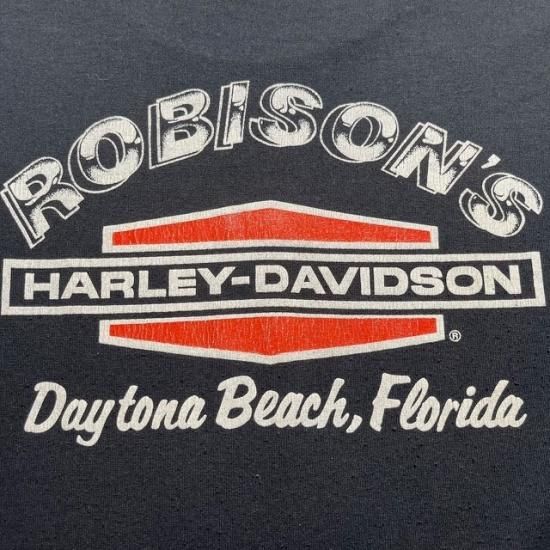 ROBISON'S
HARLEY-DAVIDSON
®
Daytona Beach, Florida